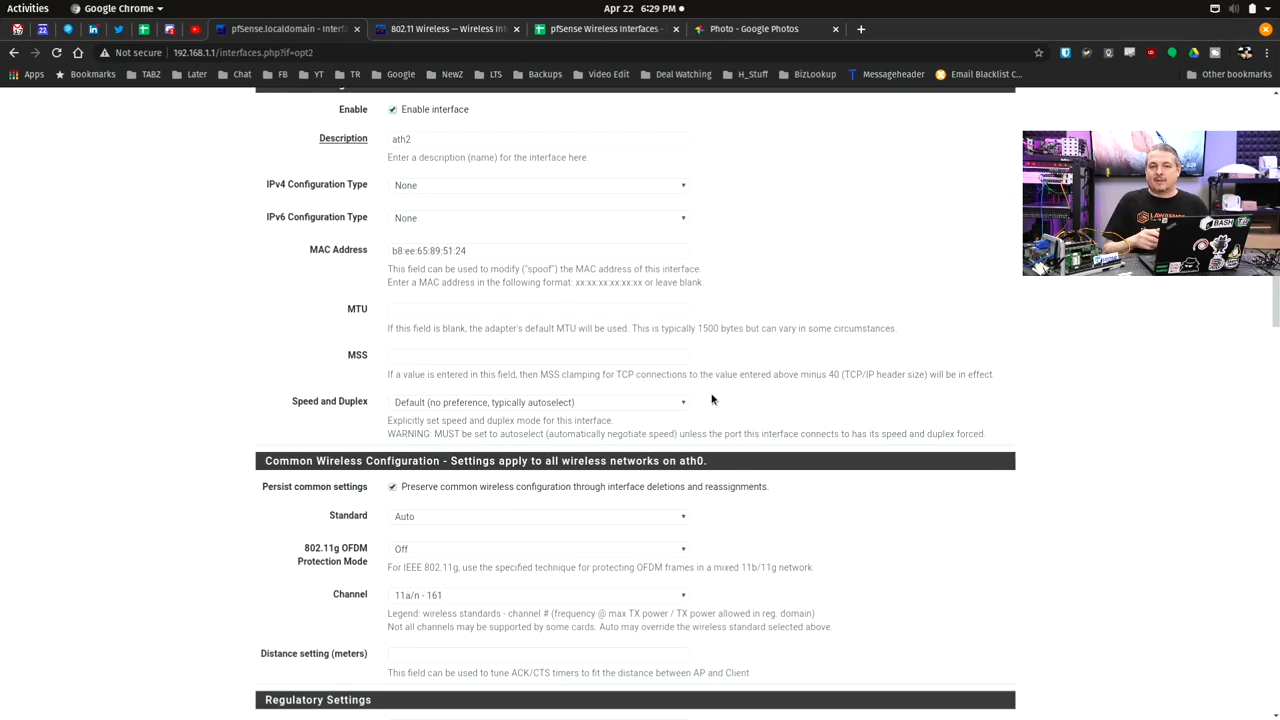 Activities
Google Chrome
Apr 22 6:29 PM
pfSense.localdomain - Interfa
802.11 Wireless — Wireless Int
pfSense Wireless Interfaces -
Photo - Google Photos
Not secure | 192.168.1.1/interfaces.php?if=opt2
Apps
Bookmarks
TABZ
Later
Chat
FB
YT
TR
Google
NewZ
LTS
Backups
Video Edit
Deal Watching
H_Stuff
BizLookup
Messageheader
Email Blacklist C...
Other bookmarks
Enable
Enable interface
Description
ath2
Enter a description (name) for the interface here.
IPv4 Configuration Type
None
IPv6 Configuration Type
None
MAC Address
b8:ee:65:89:51:24
This field can be used to modify ("spoof") the MAC address of this interface.
Enter a MAC address in the following format: xx:xx:xx:xx:xx:xx or leave blank.
MTU
If this field is blank, the adapter's default MTU will be used. This is typically 1500 bytes but can vary in some circumstances.
MSS
If a value is entered in this field, then MSS clamping for TCP connections to the value entered above minus 40 (TCP/IP header size) will be in effect.
Speed and Duplex
Default (no preference, typically autoselect)
Explicitly set speed and duplex mode for this interface.
WARNING: MUST be set to autoselect (automatically negotiate speed) unless the port this interface connects to has its speed and duplex forced.
Common Wireless Configuration - Settings apply to all wireless networks on ath0.
Persist common settings
Preserve common wireless configuration through interface deletions and reassignments.
Standard
Auto
802.11g OFDM
Protection Mode
Off
For IEEE 802.11g, use the specified technique for protecting OFDM frames in a mixed 11b/11g network.
Channel
11a/n - 161
Legend: wireless standards - channel # (frequency @ max TX power / TX power allowed in reg. domain)
Not all channels may be supported by some cards. Auto may override the wireless standard selected above.
Distance setting (meters)
This field can be used to tune ACK/CTS timers to fit the distance between AP and Client
Regulatory Settings
LAWRENCE
BASH